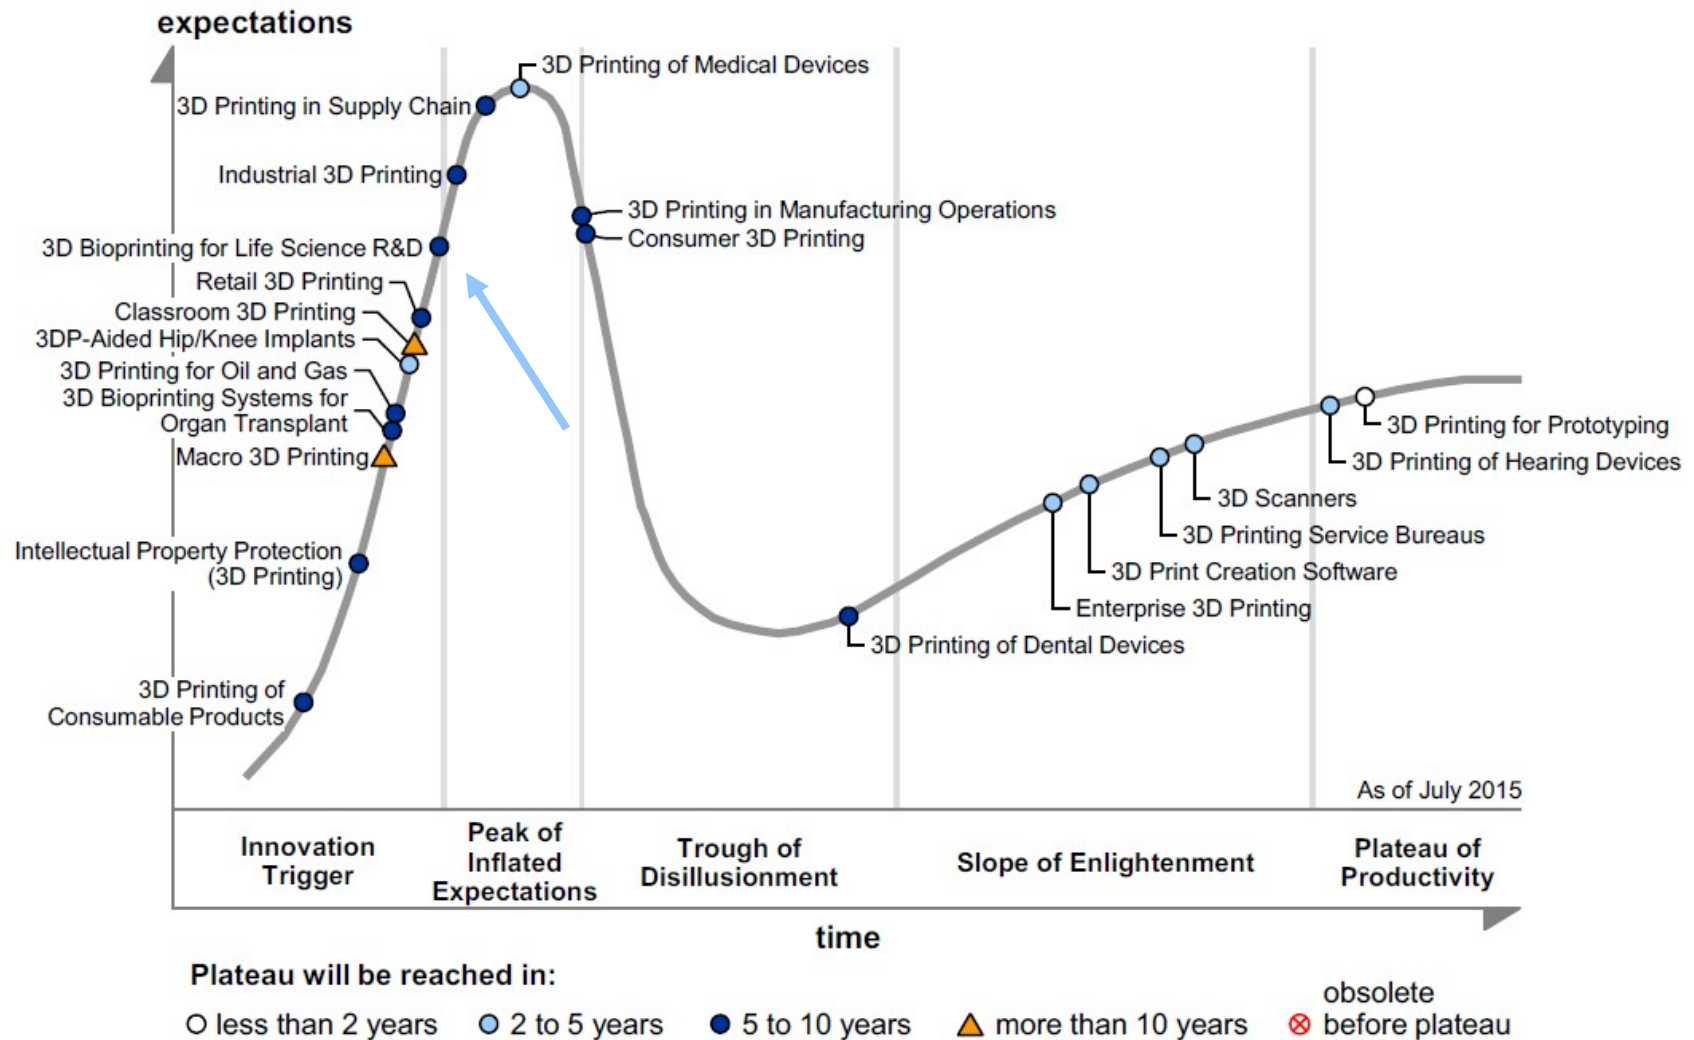 expectations
3D Printing of Medical Devices
3D Printing in Supply Chain
Industrial 3D Printing
3D Printing in Manufacturing Operations
Consumer 3D Printing
3D Bioprinting for Life Science R&D
Retail 3D Printing
Classroom 3D Printing
3DP-Aided Hip/Knee Implants
3D Printing for Oil and Gas
3D Bioprinting Systems for
Organ Transplant
Macro 3D Printing
Intellectual Property Protection
(3D Printing)
3D Printing of
Consumable Products
3D Printing for Prototyping
3D Printing of Hearing Devices
3D Scanners
3D Printing Service Bureaus
3D Print Creation Software
Enterprise 3D Printing
3D Printing of Dental Devices
As of July 2015
Innovation
Trigger
Peak of
Inflated
Expectations
Trough of
Disillusionment
Slope of Enlightenment
Plateau of
Productivity
time
Plateau will be reached in:
less than 2 years
2 to 5 years
5 to 10 years
more than 10 years
obsolete
before plateau